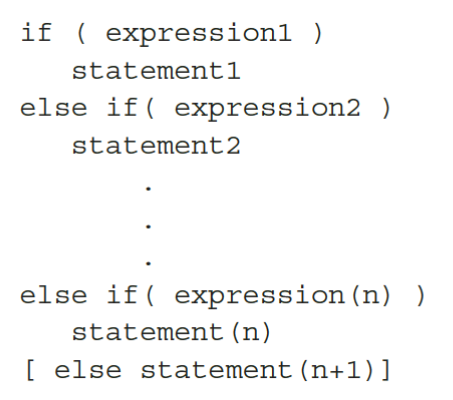 if ( expression1 )
statement1
else if( expression2 )
statement2
.
.
.
else if( expression(n) )
statement(n)
[ else statement(n+1)]